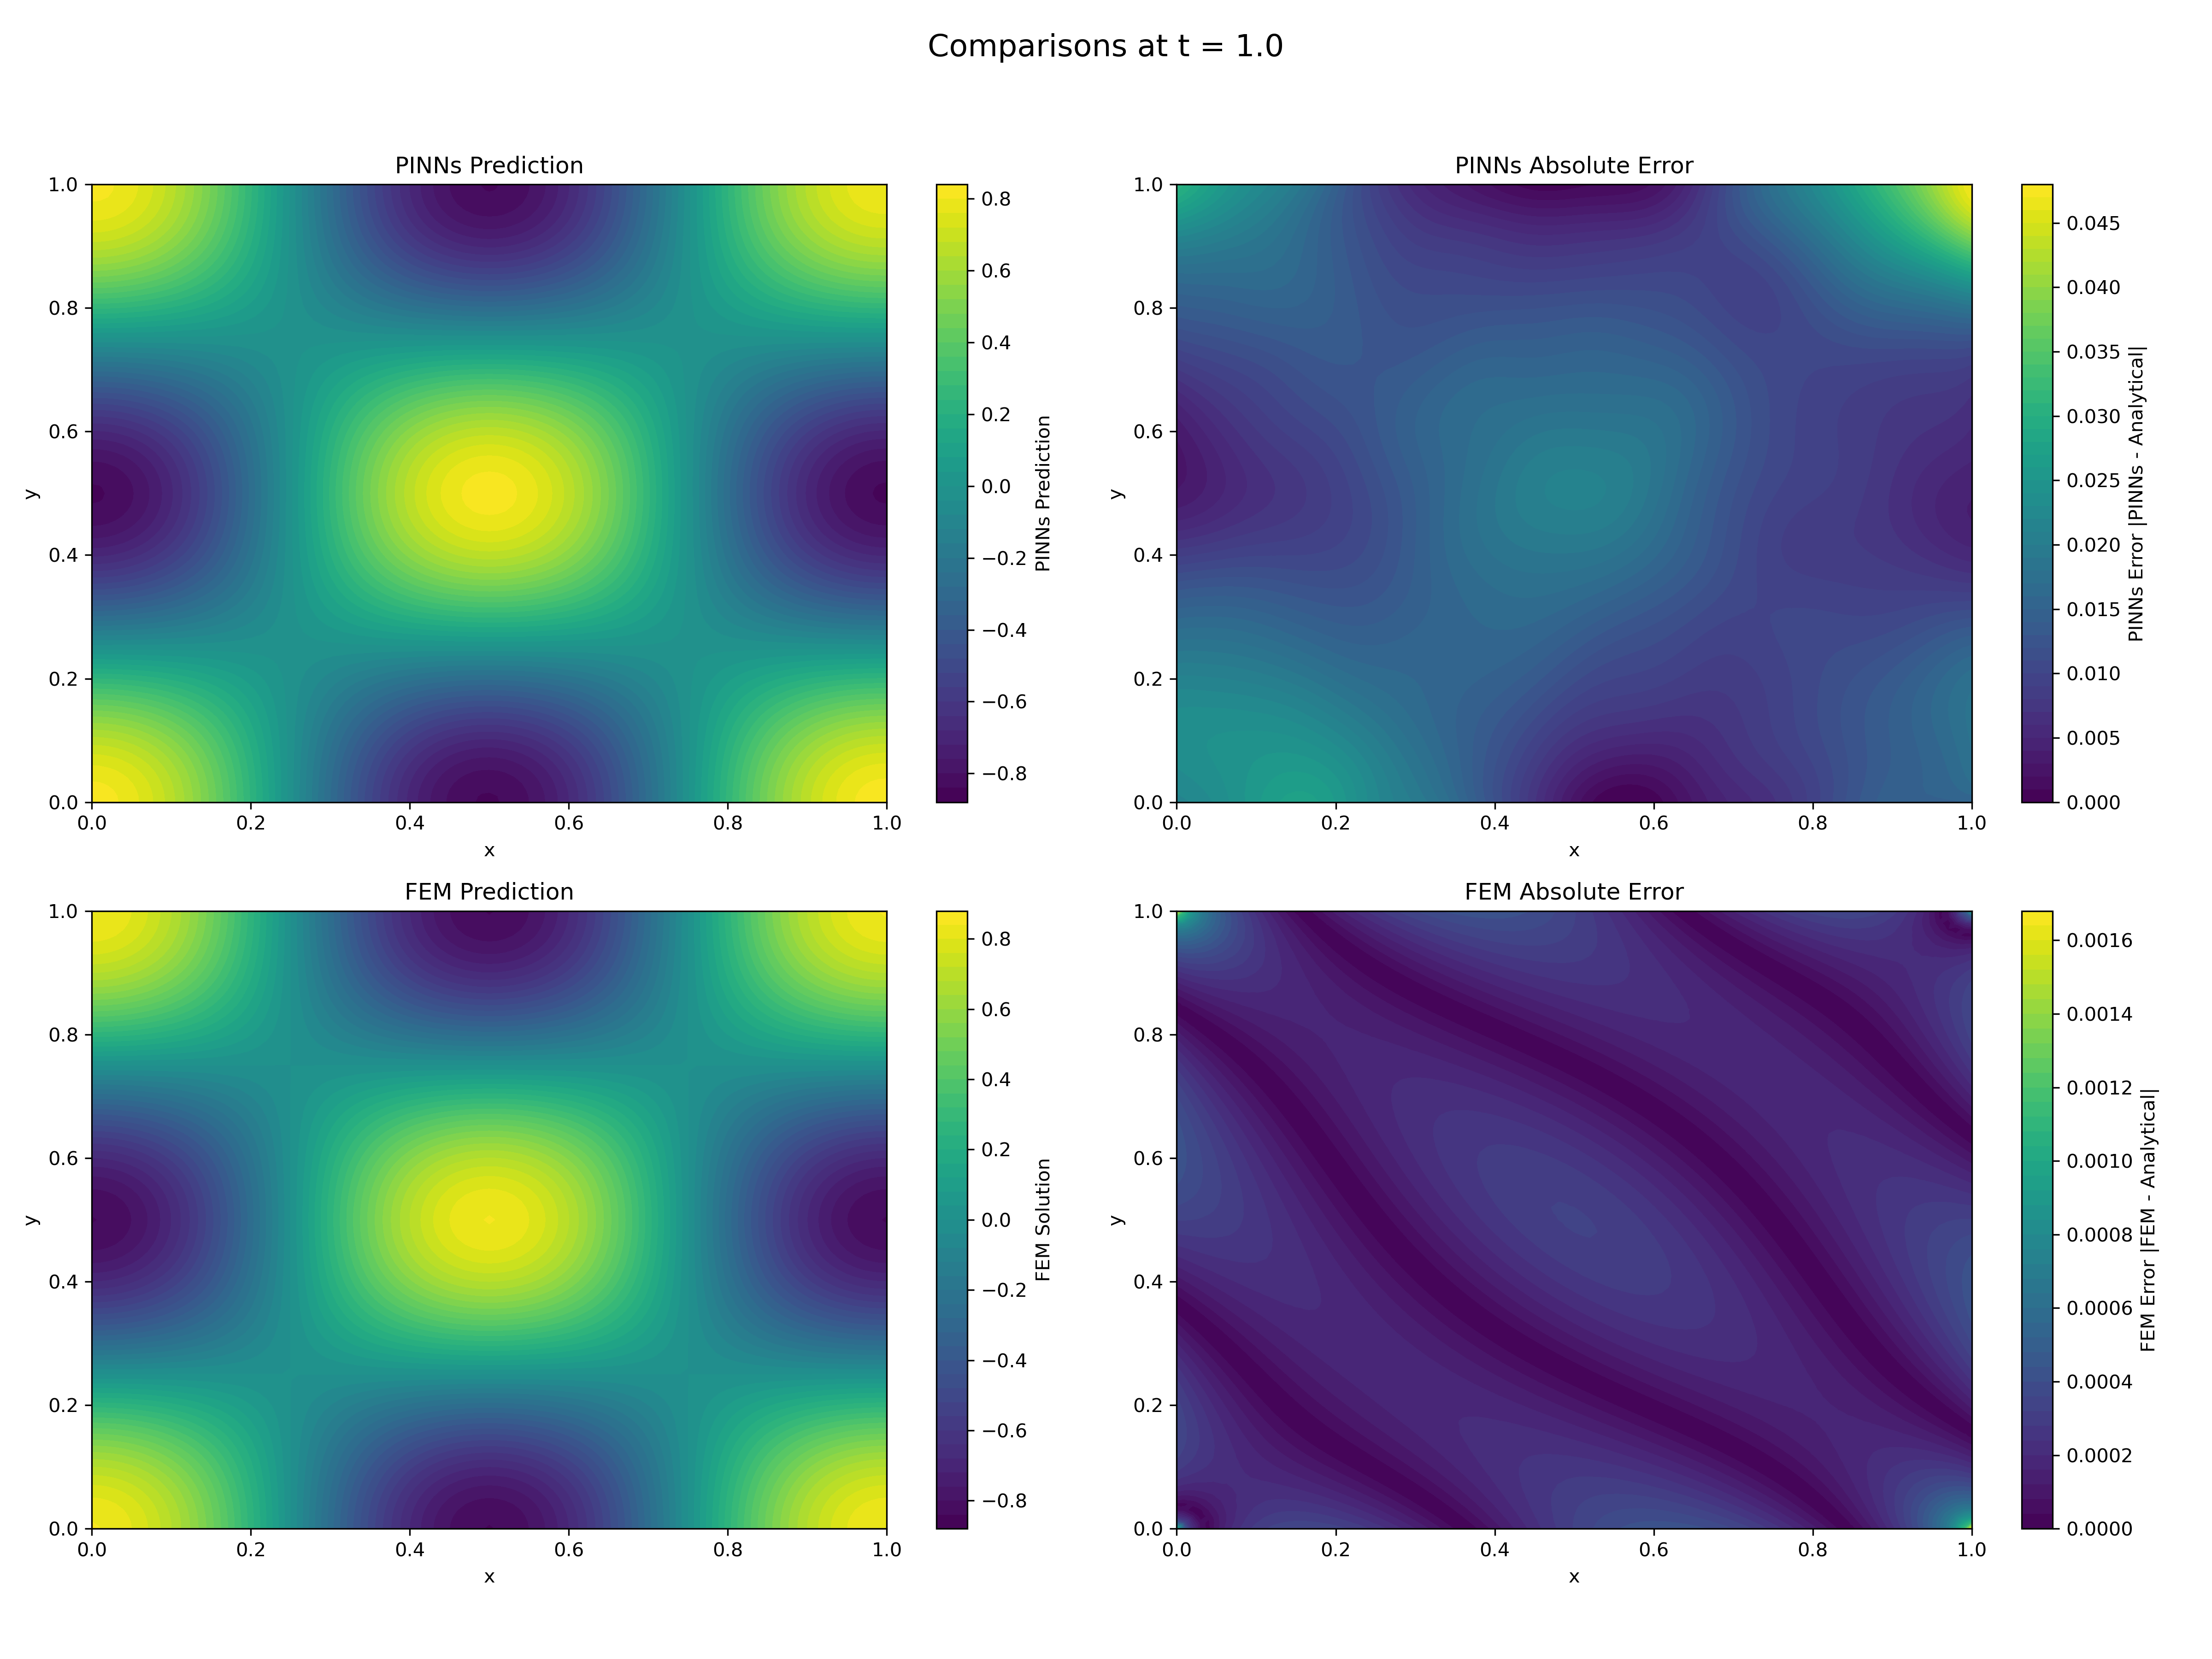 Comparisons at t = 1.0
PINNs Prediction
1.0
0.8
0.6
0.4
0.2
0.0
y
0.0 0.2 0.4 0.6 0.8 1.0
x
0.8
0.6
0.4
0.2
0.0
−0.2
−0.4
−0.6
−0.8
PINNs Prediction
PINNs Absolute Error
1.0
0.8
0.6
0.4
0.2
0.0
y
0.0 0.2 0.4 0.6 0.8 1.0
x
0.045
0.040
0.035
0.030
0.025
0.020
0.015
0.010
0.005
0.000
PINNs Error |PINNs - Analytical|
FEM Prediction
1.0
0.8
0.6
0.4
0.2
0.0
y
0.0 0.2 0.4 0.6 0.8 1.0
x
0.8
0.6
0.4
0.2
0.0
−0.2
−0.4
−0.6
−0.8
FEM Solution
FEM Absolute Error
1.0
0.8
0.6
0.4
0.2
0.0
y
0.0 0.2 0.4 0.6 0.8 1.0
x
0.0016
0.0014
0.0012
0.0010
0.0008
0.0006
0.0004
0.0002
0.0000
FEM Error |FEM - Analytical|